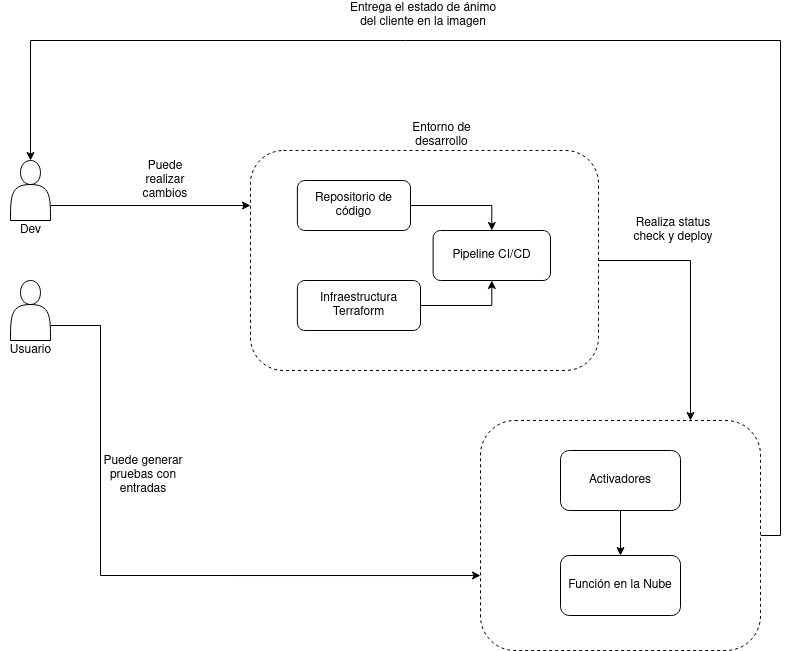 Entrega el estado de ánimo
del cliente en la imagen
Entorno de
desarrollo
Puede
realizar
cambios
Dev
Repositorio de
código
Pipeline CI/CD
Infraestructura
Terraform
Realiza status
check y deploy
Usuario
Puede generar
pruebas con
entradas
Activadores
Función en la Nube